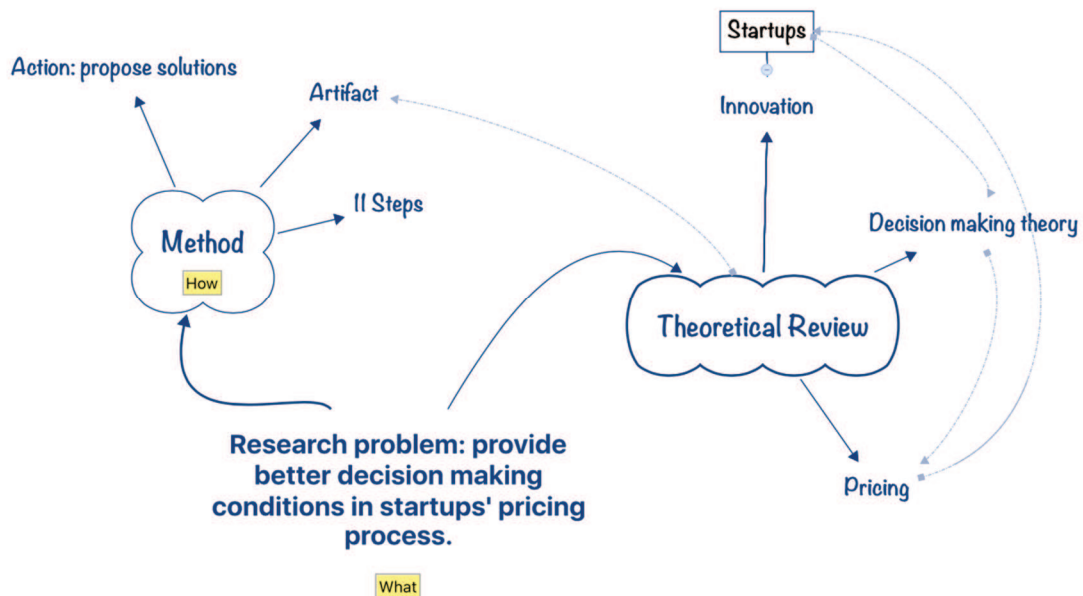 Startups
Action: propose solutions
Artifact
Innovation
11 Steps
Decision making theory
Method
How
Theoretical Review
Research problem: provide
better decision making
conditions in startups' pricing
process.
Pricing
What